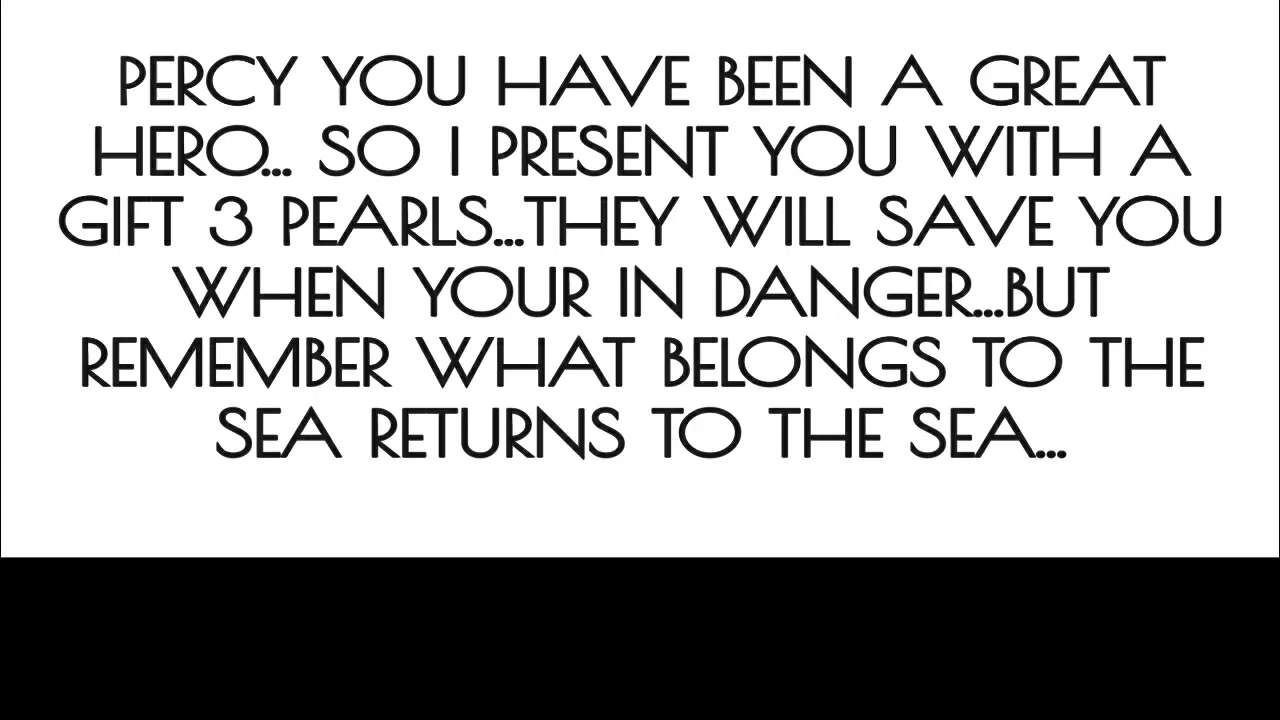 PERCY YOU HAVE BEEN A GREAT
HERO... SO I PRESENT YOU WITH A
GIFT 3 PEARLS...THEY WILL SAVE YOU
WHEN YOUR IN DANGER...BUT
REMEMBER WHAT BELONGS TO THE
SEA RETURNS TO THE SEA...